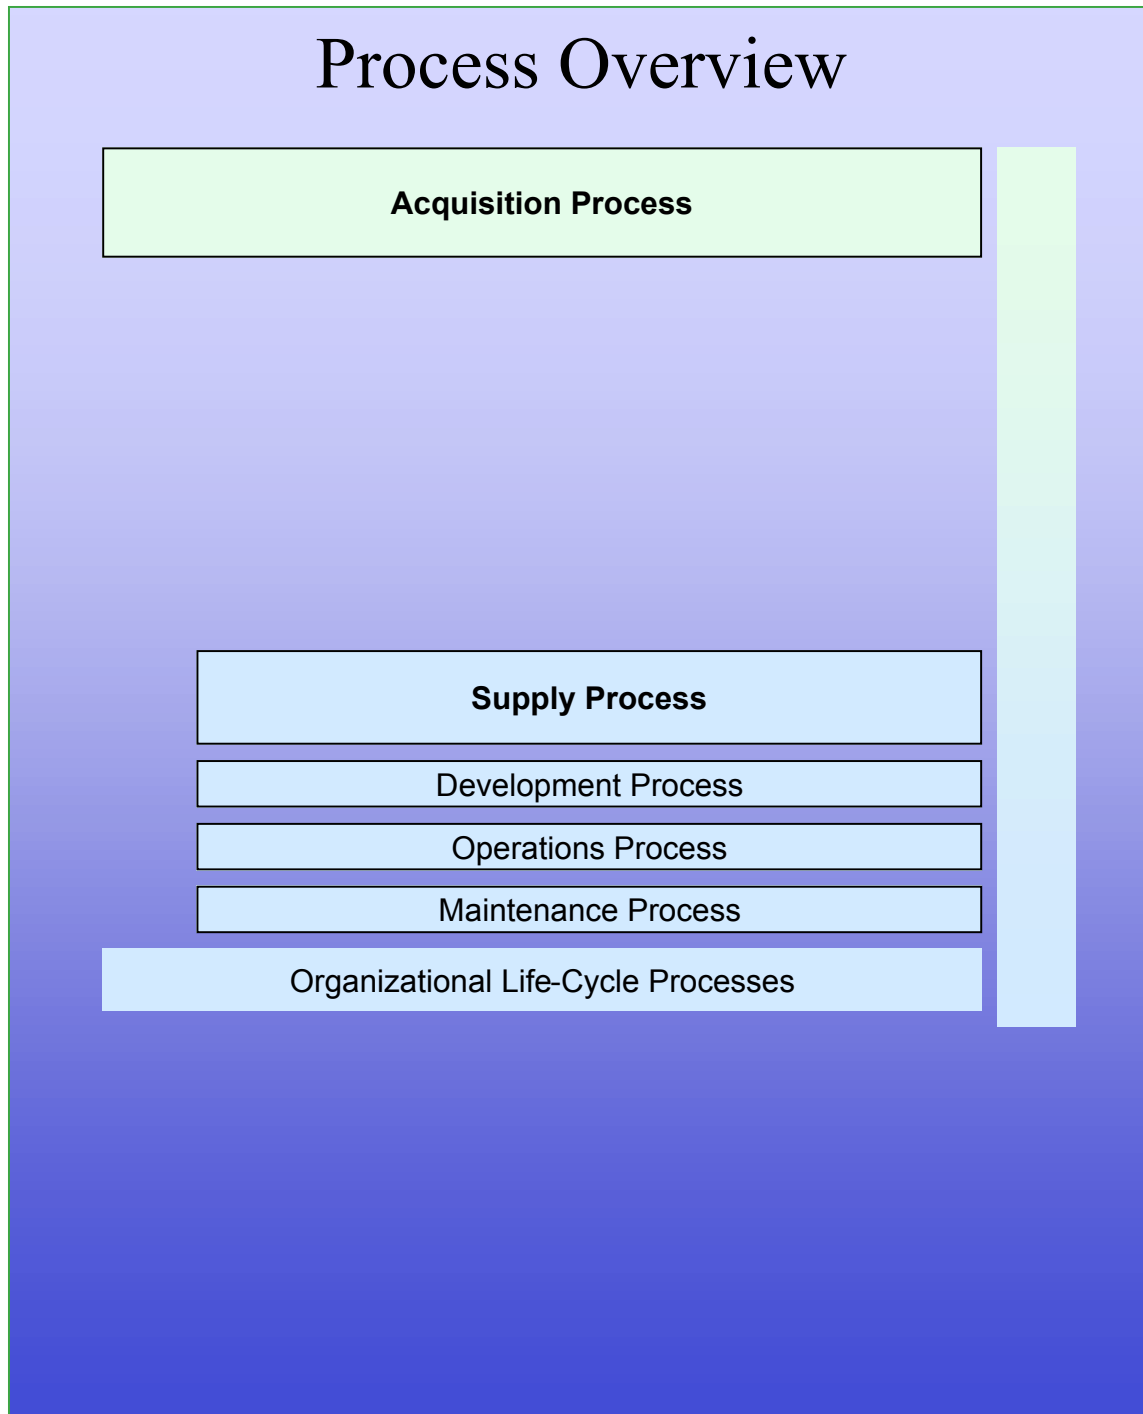 Process Overview
Acquisition Process
Supply Process
Development Process
Operations Process
Maintenance Process
Organizational Life-Cycle Processes